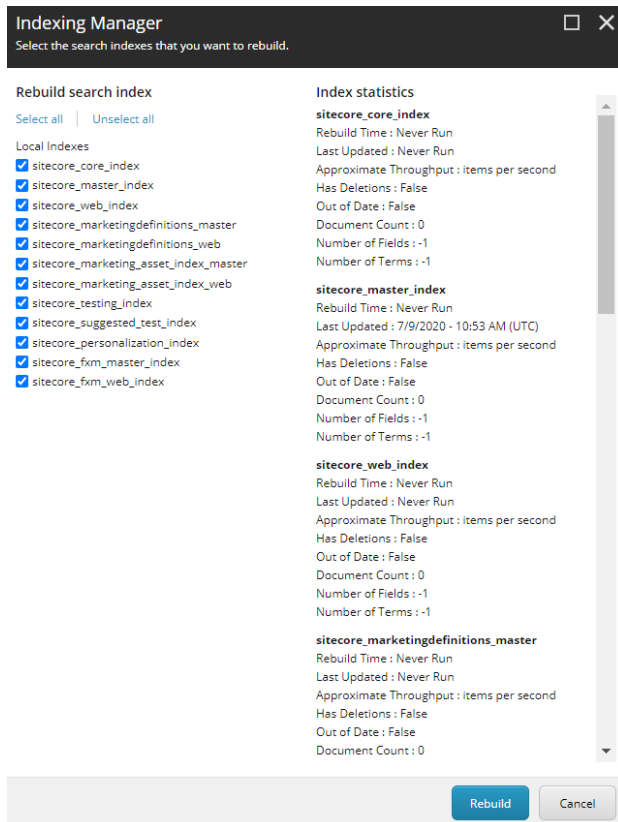 Indexing Manager
Select the search indexes that you want to rebuild.
Rebuild search index
Select all
Unselect all
Local Indexes
sitecore_core_index
sitecore_master_index
sitecore_web_index
sitecore_marketingdefinitions_master
sitecore_marketingdefinitions_web
sitecore_marketing_asset_index_master
sitecore_marketing_asset_index_web
sitecore_testing_index
sitecore_suggested_test_index
sitecore_personalization_index
sitecore_fxm_master_index
sitecore_fxm_web_index
Index statistics
sitecore_core_index
Rebuild Time : Never Run
Last Updated : Never Run
Approximate Throughput : items per second
Has Deletions : False
Out of Date : False
Document Count : 0
Number of Fields : -1
Number of Terms : -1
sitecore_master_index
Rebuild Time : Never Run
Last Updated : 7/9/2020 - 10:53 AM (UTC)
Approximate Throughput : items per second
Has Deletions : False
Out of Date : False
Document Count : 0
Number of Fields : -1
Number of Terms : -1
sitecore_web_index
Rebuild Time : Never Run
Last Updated : Never Run
Approximate Throughput : items per second
Has Deletions : False
Out of Date : False
Document Count : 0
Number of Fields : -1
Number of Terms : -1
sitecore_marketingdefinitions_master
Rebuild Time : Never Run
Last Updated : Never Run
Approximate Throughput : items per second
Has Deletions : False
Out of Date : False
Document Count : 0
Rebuild
Cancel